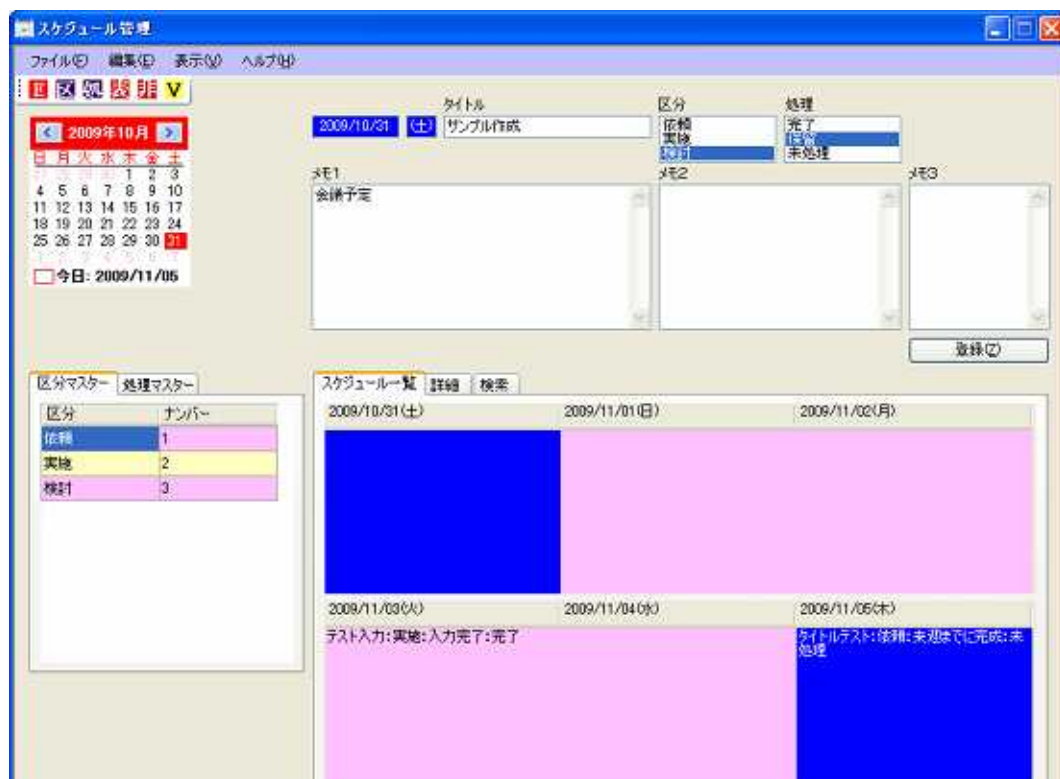 スケジュール管理
ファイル(F) 編集(E) 表示(V) ヘルプ(H)
区 処 V
タイトル 区分 処理
2009/10/31 (土) サンプル作成
依頼
実施
検討
完了
保留
未処理
2009年10月
日 月 火 水 木 金 土
1 2 3
4 5 6 7 8 9 10
11 12 13 14 15 16 17
18 19 20 21 22 23 24
25 26 27 28 29 30 31
1 2 3 4 5 6 7
今日: 2009/11/05
メモ1 メモ2 メモ3
会議予定
登録(Z)
区分マスター 処理マスター
区分 ナンバー
依頼 1
実施 2
検討 3
スケジュール一覧 詳細 検索
2009/10/31(土) 2009/11/01(日) 2009/11/02(月)
2009/11/03(火) 2009/11/04(水) 2009/11/05(木)
テスト入力:実施:入力完了:完了
タイトルテスト:依頼:来週までに完成:未
処理